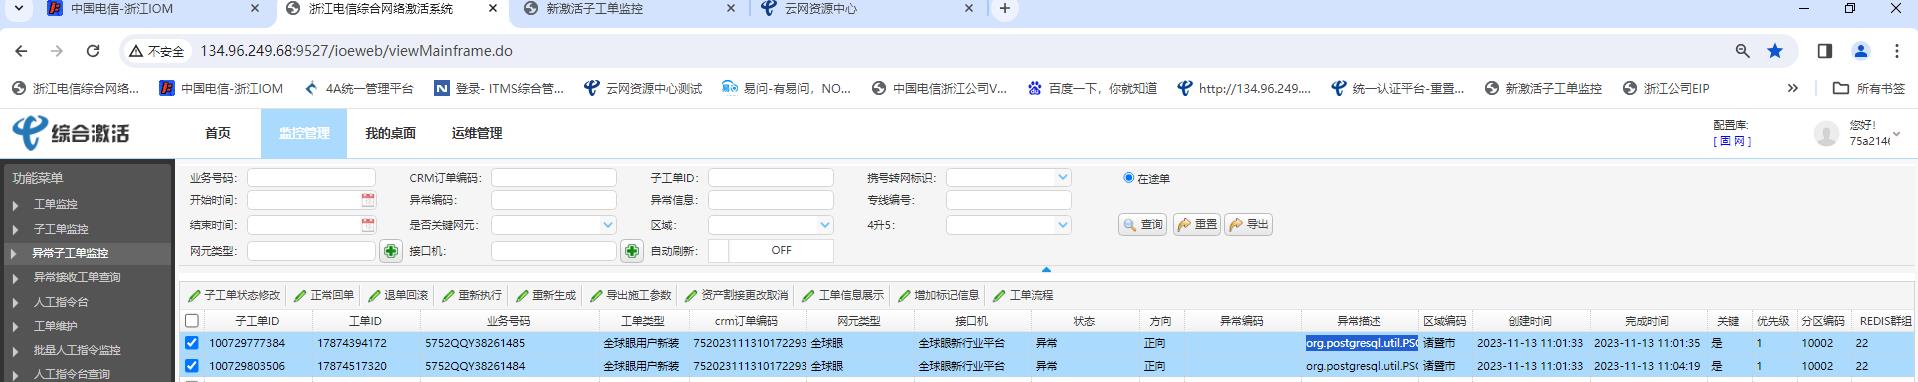 中国电信-浙江IOM 浙江电信综合网络激活系统 新激活子工单监控 云网资源中心
不安全 134.96.249.68:9527/ioeweb/viewMainframe.do
浙江电信综合网络... 中国电信-浙江IOM 4A统一管理平台 登录- ITMS综合管... 云网资源中心测试 易问-有易问，NO... 中国电信浙江公司V... 百度一下，你就知道 http://134.96.249.... 统一认证平台-重置... 新激活子工单监控 浙江公司EIP 所有书签
综合激活 首页 监控管理 我的桌面 运维管理 配置库: [ 固 网 ] 您好! 75a2146
功能菜单
工单监控
子工单监控
异常子工单监控
异常接收工单查询
人工指令台
工单维护
批量人工指令监控
人工指令台查询
业务号码: CRM订单编码: 子工单ID: 携号转网标识: 在途单
开始时间: 异常编码: 异常信息: 专线编号:
结束时间: 是否关键网元: 区域: 4升5: 查询 重置 导出
网元类型: 接口机: 自动刷新: OFF
子工单状态修改 正常回单 退单回滚 重新执行 重新生成 导出施工参数 资产割接更改取消 工单信息展示 增加标记信息 工单流程
子工单ID 工单ID 业务号码 工单类型 crm订单编码 网元类型 接口机 状态 方向 异常编码 异常描述 区域编码 创建时间 完成时间 关键 优先级 分区编码 REDIS群组
100729777384 17874394172 5752QQY38261485 全球眼用户新装 752023111310172293 全球眼 全球眼新行业平台 异常 正向 org.postgresql.util.PSQ 诸暨市 2023-11-13 11:01:33 2023-11-13 11:01:35 是 1 10002 22
100729803506 17874517320 5752QQY38261484 全球眼用户新装 752023111310172293 全球眼 全球眼新行业平台 异常 正向 org.postgresql.util.PSQ 诸暨市 2023-11-13 11:01:33 2023-11-13 11:04:19 是 1 10002 22